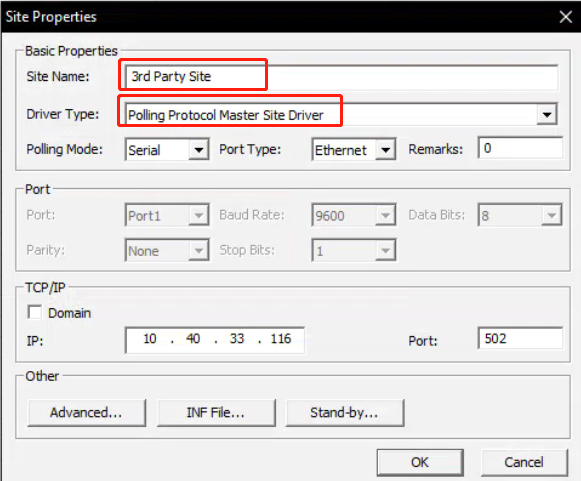 Site Properties
Basic Properties
Site Name: 3rd Party Site
Driver Type: Polling Protocol Master Site Driver
Polling Mode: Serial Port Type: Ethernet Remarks: 0
Port
Port: Port1 Baud Rate: 9600 Data Bits: 8
Parity: None Stop Bits: 1
TCP/IP
Domain
IP: 10 . 40 . 33 . 116 Port: 502
Other
Advanced... INF File... Stand-by...
OK Cancel